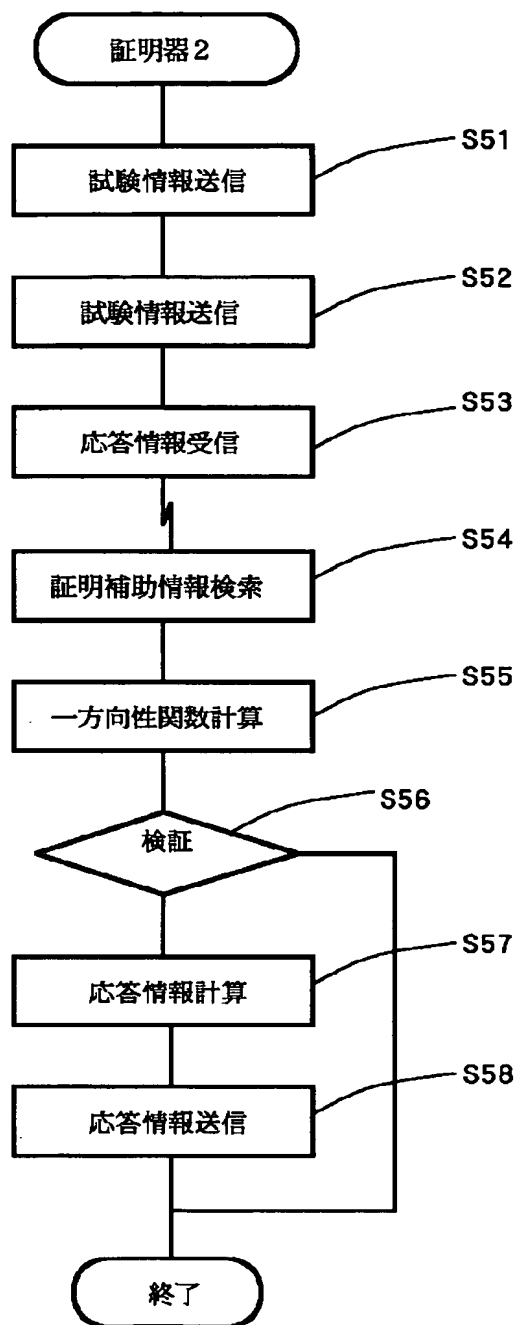 証明器2
S51
試験情報送信
S52
試験情報送信
S53
応答情報受信
S54
証明補助情報検索
S55
一方向性関数計算
S56
検証
S57
応答情報計算
S58
応答情報送信
終了